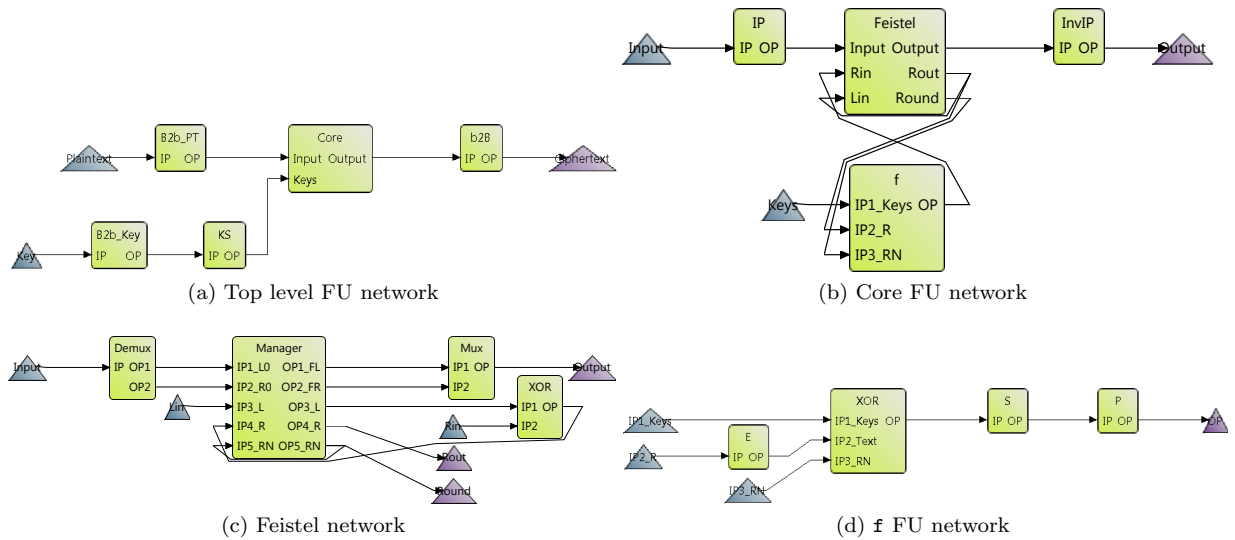 B2b_PT
IP OP
Plaintext
Core
Input Output
Keys
b2B
IP OP
Ciphertext
Key
B2b_Key
IP OP
KS
IP OP
(a) Top level FU network
Input
IP
IP OP
Feistel
Input Output
Rin Rout
Lin Round
InvIP
IP OP
Output
Keys
f
IP1_Keys OP
IP2_R
IP3_RN
(b) Core FU network
Input
Demux
IP OP1
OP2
Lin
Manager
IP1_L0 OP1_FL
IP2_R0 OP2_FR
IP3_L OP3_L
IP4_R OP4_R
IP5_RN OP5_RN
Mux
IP1 OP
IP2
Output
XOR
IP1 OP
IP2
Rin
Rout
Round
(c) Feistel network
IP1_Keys
IP2_R
E
IP OP
IP3_RN
XOR
IP1_Keys OP
IP2_Text
IP3_RN
S
IP OP
P
IP OP
OP
(d) f FU network